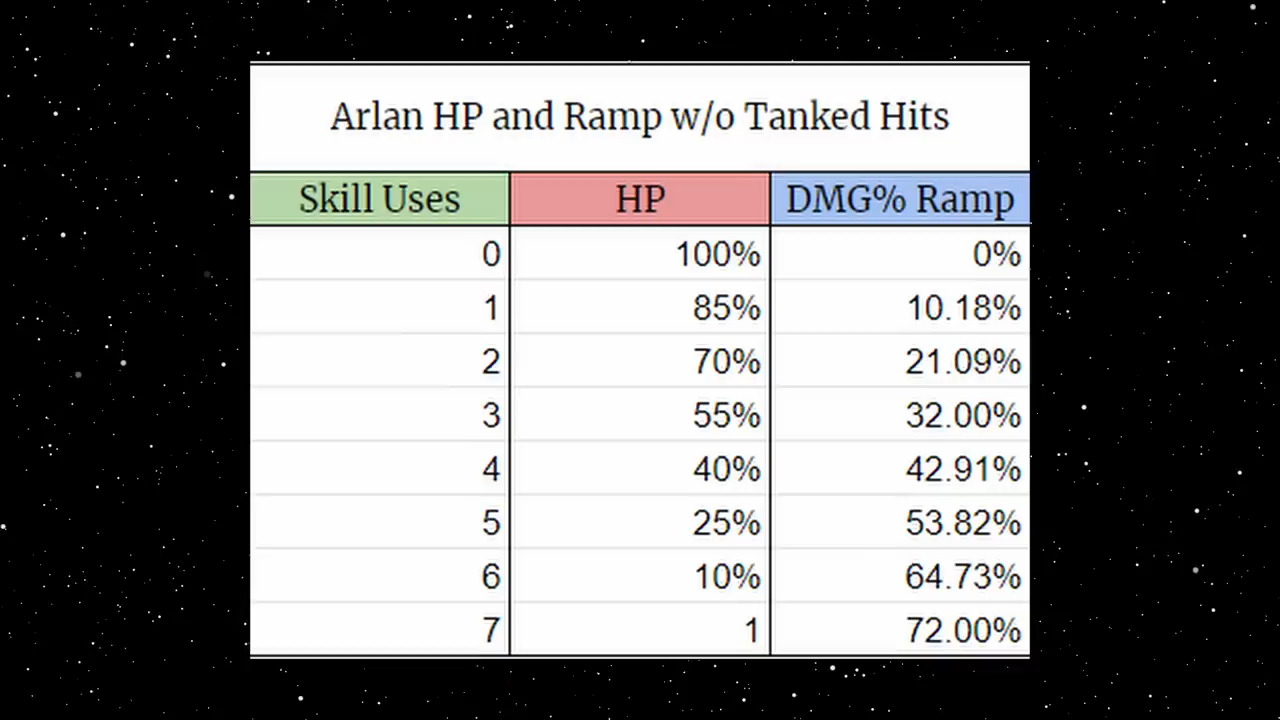 Arlan HP and Ramp w/o Tanked Hits
Skill Uses HP DMG% Ramp
0 100% 0%
1 85% 10.18%
2 70% 21.09%
3 55% 32.00%
4 40% 42.91%
5 25% 53.82%
6 10% 64.73%
7 1 72.00%